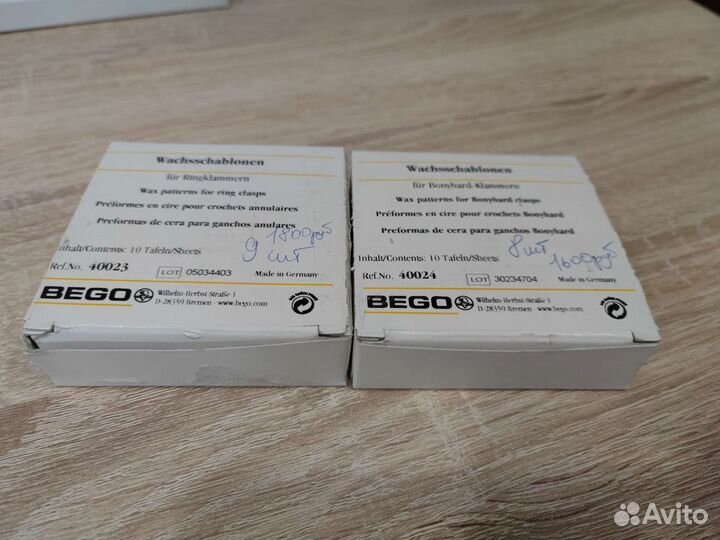 Wachsschablonen
für Ringklammern
Wax patterns for ring clasps
Préformes en cire pour crochets annulaires
Preformas de cera para ganchos anulares
1800руб
9 шт
Inhalt/Contents: 10 Tafeln/Sheets
Ref.No. 40023 LOT 05034403 Made in Germany
BEGO Wilhelm-Herbst-Straße 1
D-28359 Bremen · www.bego.com
Wachsschablonen
für Bonyhard-Klammern
Wax patterns for Bonyhard clasps
Préformes en cire pour crochets Bonyhard
Preformas de cera para ganchos Bonyhard
8 шт 1600руб
Inhalt/Contents: 10 Tafeln/Sheets
Ref.No. 40024 LOT 30234704 Made in Germany
BEGO Wilhelm-Herbst-Straße 1
D-28359 Bremen · www.bego.com
Avito